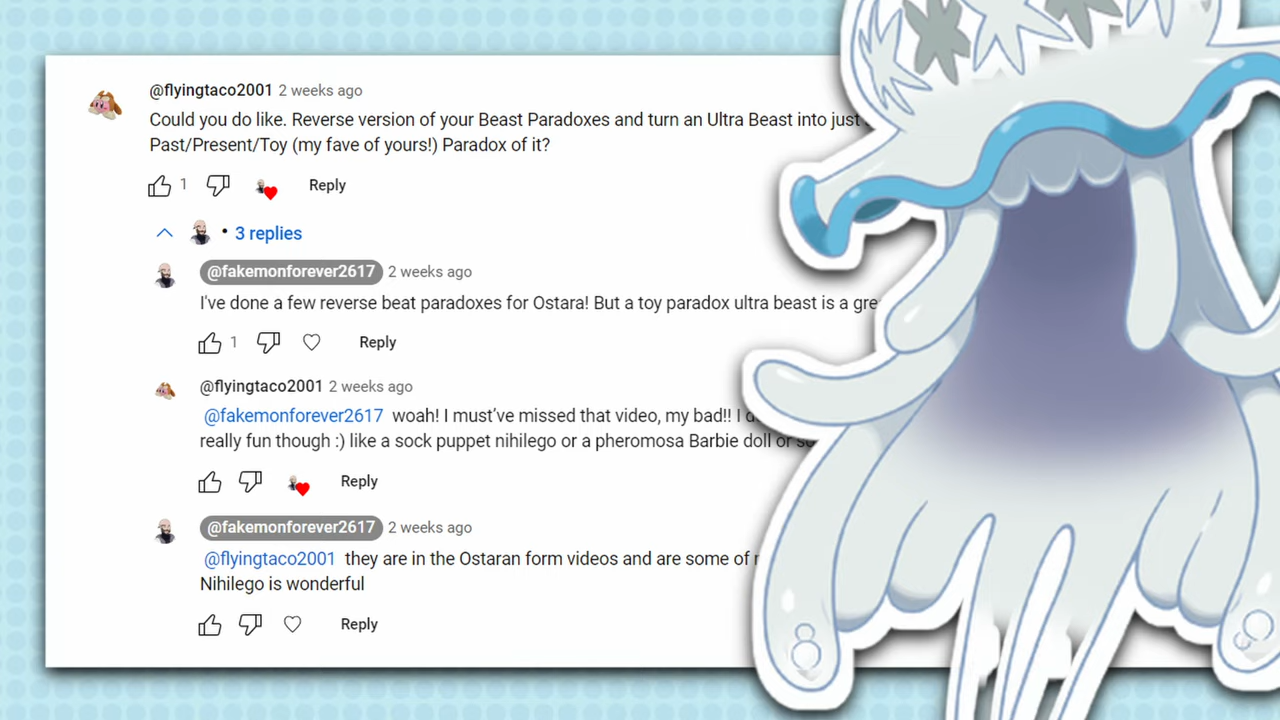 @flyingtaco2001 2 weeks ago
Could you do like. Reverse version of your Beast Paradoxes and turn an Ultra Beast into just
Past/Present/Toy (my fave of yours!) Paradox of it?
1 Reply
3 replies
@fakemonforever2617 2 weeks ago
I've done a few reverse beat paradoxes for Ostara! But a toy paradox ultra beast is a
1 Reply
@flyingtaco2001 2 weeks ago
@fakemonforever2617 woah! I must've missed that video, my bad!! I
really fun though :) like a sock puppet nihilego or a pheromosa Barbie doll or
Reply
@fakemonforever2617 2 weeks ago
@flyingtaco2001 they are in the Ostaran form videos and are some of
Nihilego is wonderful
Reply